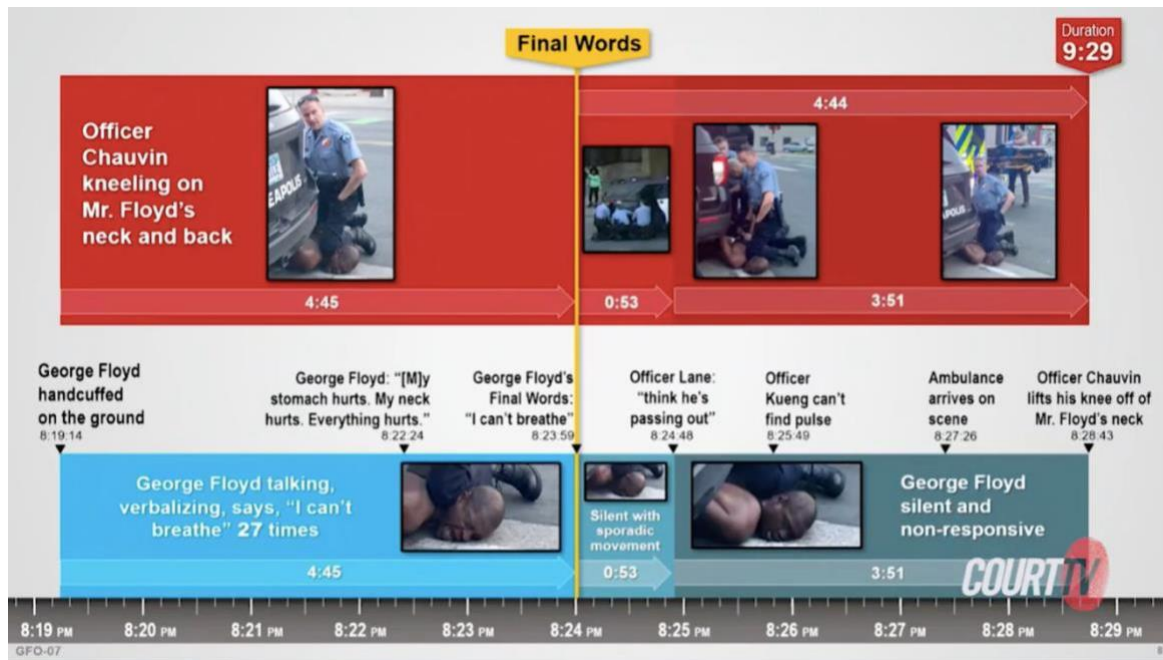 Final Words
Duration
9:29
4:44
Officer
Chauvin
kneeling on
Mr. Floyd's
neck and back
EAPOLIS
APOLIS
4:45
0:53
3:51
George Floyd
handcuffed
on the ground
8:19:14
George Floyd: "[M]y
stomach hurts. My neck
hurts. Everything hurts."
8:22:24
George Floyd's
Final Words:
"I can't breathe"
8:23:59
Officer Lane:
"think he's
passing out"
8:24:48
Officer
Kueng can't
find pulse
8:25:49
Ambulance
arrives on
scene
8:27:26
Officer Chauvin
lifts his knee off of
Mr. Floyd's neck
8:28:43
George Floyd talking,
verbalizing, says, "I can't
breathe" 27 times
Silent with
sporadic
movement
George Floyd
silent and
non-responsive
4:45
0:53
3:51
COURT TV
8:19 PM 8:20 PM 8:21 PM 8:22 PM 8:23 PM 8:24 PM 8:25 PM 8:26 PM 8:27 PM 8:28 PM 8:29 PM
GFO-07
8